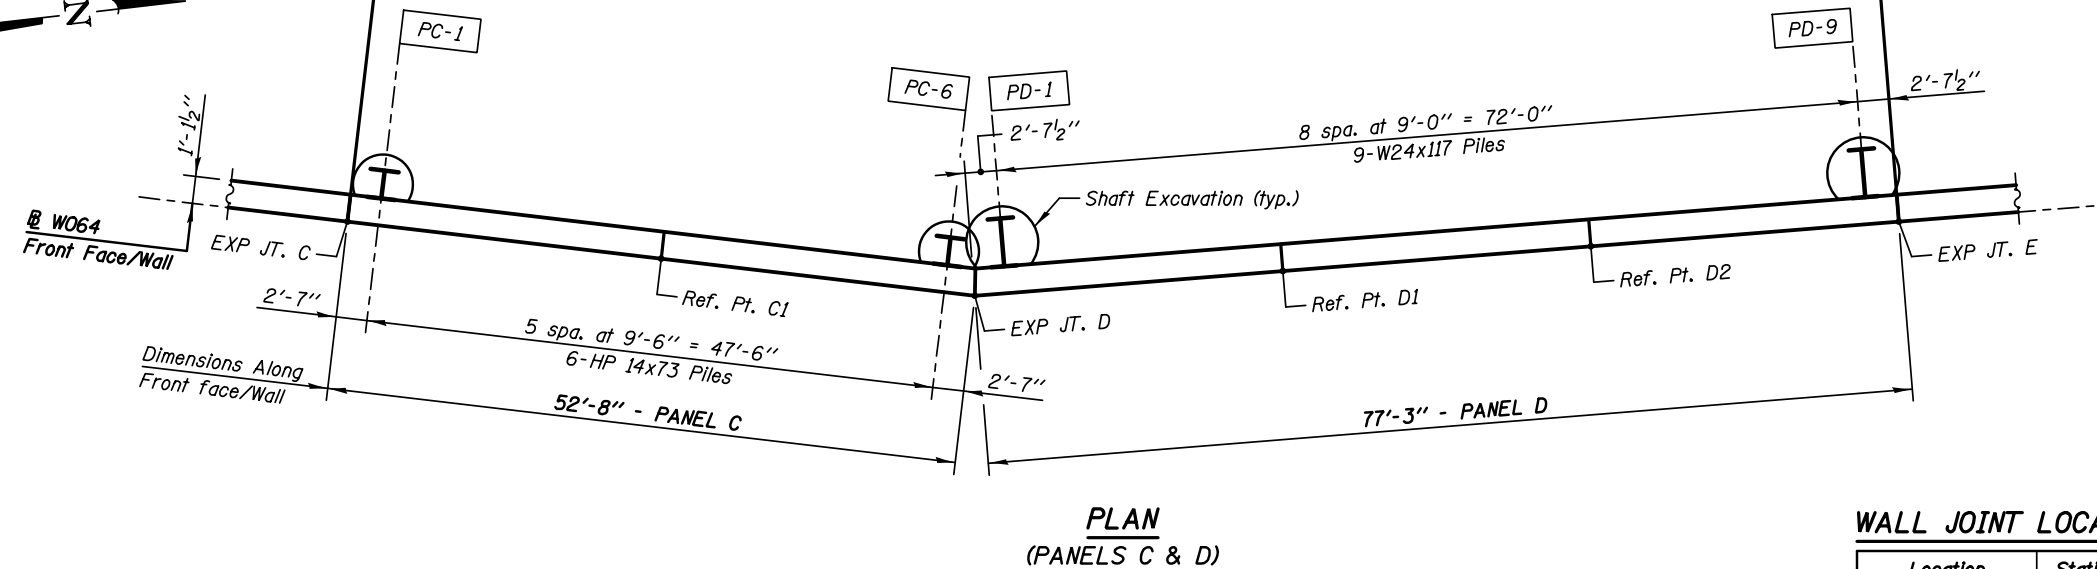 N
PC-1
PC-6
PD-1
PD-9
1'-1½"
2'-7½"
8 spa. at 9'-0" = 72'-0"
9-W24x117 Piles
2'-7½"
Shaft Excavation (typ.)
℄ W064
Front Face/Wall
EXP JT. C
Ref. Pt. C1
EXP JT. D
Ref. Pt. D1
Ref. Pt. D2
EXP JT. E
2'-7"
5 spa. at 9'-6" = 47'-6"
6-HP 14x73 Piles
2'-7"
Dimensions Along
Front face/Wall
52'-8" - PANEL C
77'-3" - PANEL D
PLAN
(PANELS C & D)
WALL JOINT LOCA
Location
Stati